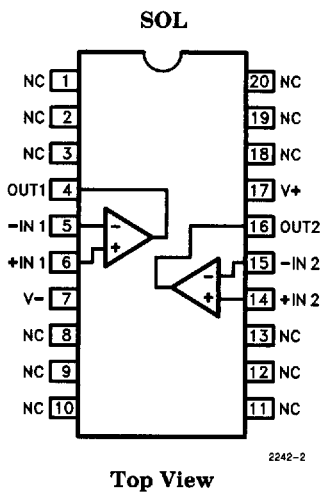 SOL
NC 1 20 NC
NC 2 19 NC
NC 3 18 NC
OUT1 4 17 V+
-IN 1 5 - 16 OUT2
+IN 1 6 + - 15 -IN 2
V- 7 + 14 +IN 2
NC 8 13 NC
NC 9 12 NC
NC 10 11 NC
2242-2
Top View